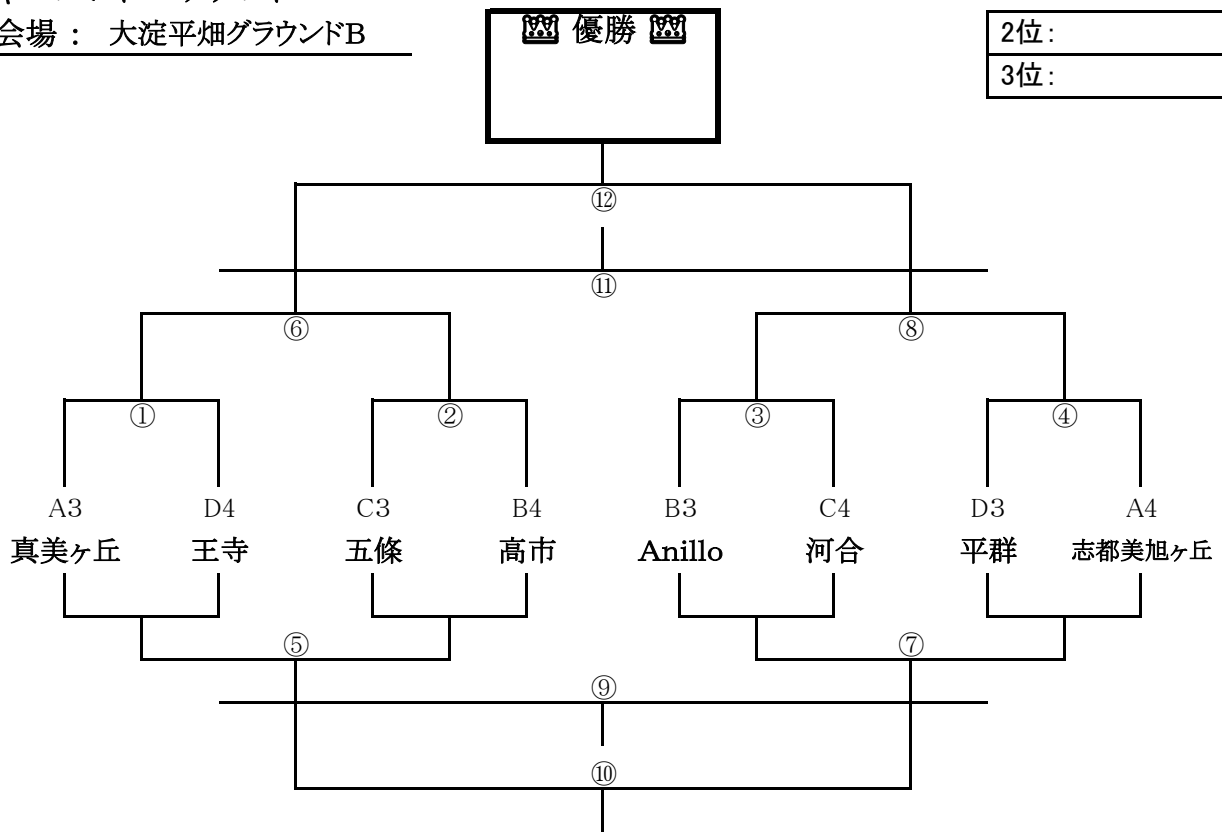 会場 : 大淀平畑グラウンドB
優勝
2位:
3位:
⑫
⑪
⑥ ⑧
① ② ③ ④
A3 D4 C3 B4 B3 C4 D3 A4
真美ヶ丘 王寺 五條 高市 Anillo 河合 平群 志都美旭ヶ丘
⑤ ⑦
⑨
⑩